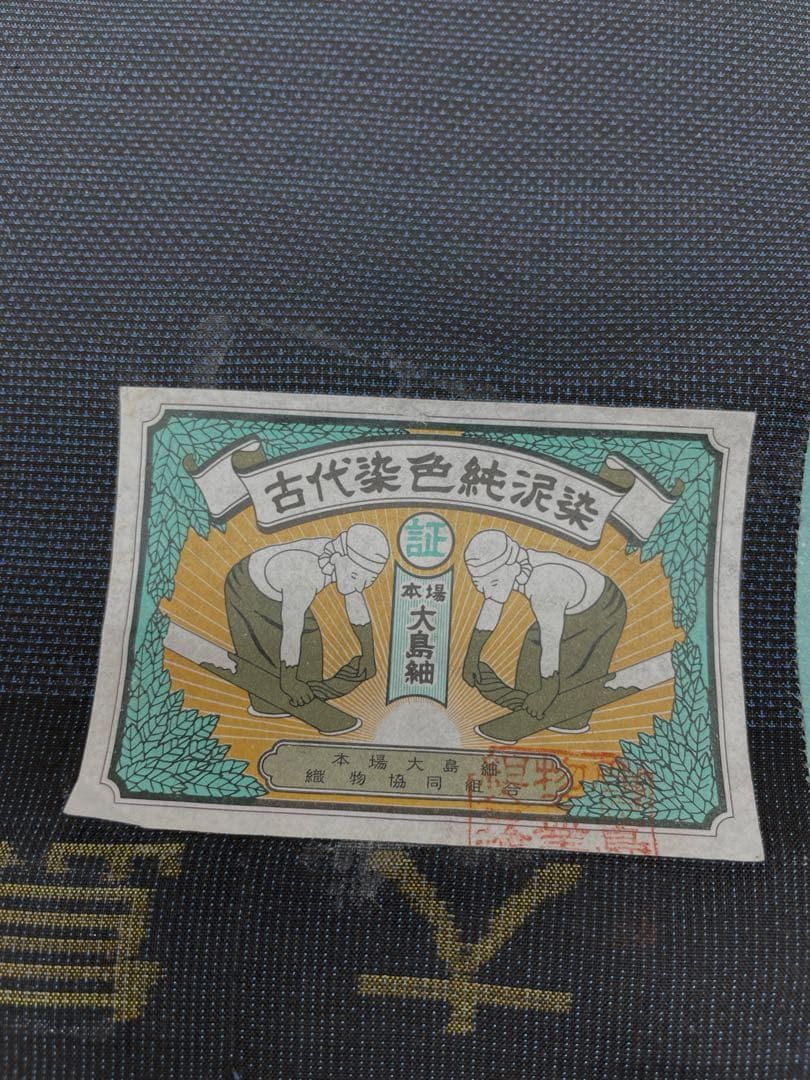 古代染色純泥染
証
本場
大島紬
本場大島紬
織物協同組合